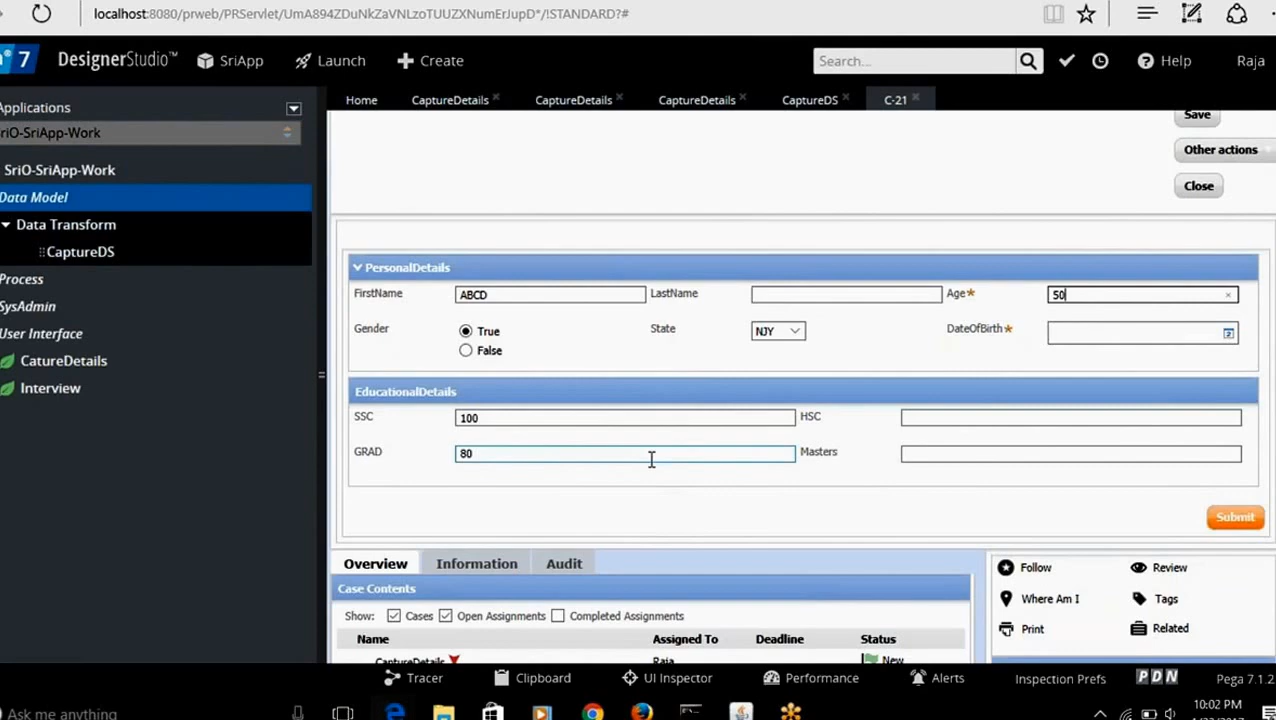 localhost:8080/prweb/PRServlet/UmA894ZDuNkZaVNLzoTUUZXNumErJupD*/!STANDARD?#
7 DesignerStudio™ SriApp Launch Create Search... Help Raja
Applications
Home CaptureDetails CaptureDetails CaptureDetails CaptureDS C-21
riO-SriApp-Work
SriO-SriApp-Work
Data Model
Data Transform
CaptureDS
Process
SysAdmin
User Interface
CatureDetails
Interview
Save
Other actions
Close
PersonalDetails
FirstName ABCD LastName Age* 50
Gender True State NJY DateOfBirth*
False
EducationalDetails
SSC 100 HSC
GRAD 80 Masters
Submit
Overview Information Audit
Case Contents
Show: Cases Open Assignments Completed Assignments
Name Assigned To Deadline Status
CaptureDetails Raja New
Follow Review
Where Am I Tags
Print Related
Tracer Clipboard UI Inspector Performance Alerts Inspection Prefs PDN Pega 7.1.2
Ask me anything 10:02 PM